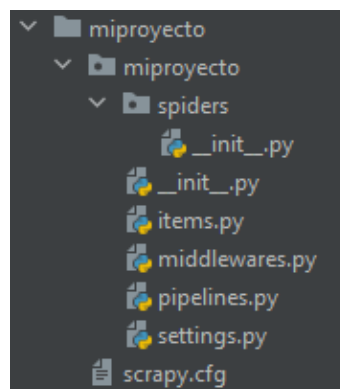 miproyecto
miproyecto
spiders
__init__.py
__init__.py
items.py
middlewares.py
pipelines.py
settings.py
scrapy.cfg